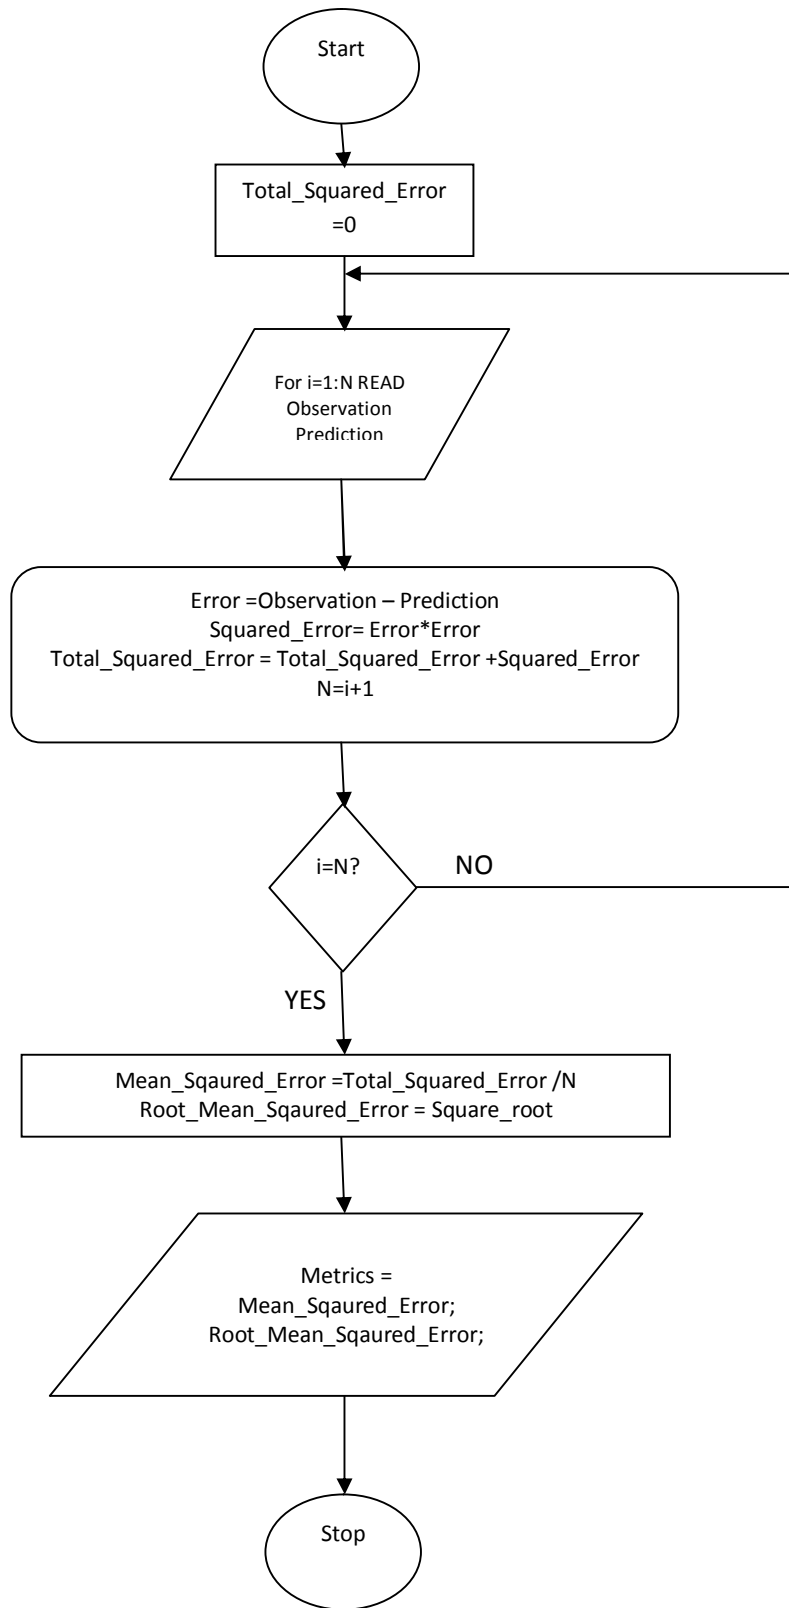 Start
Total_Squared_Error
=0
For i=1:N READ
Observation
Prediction
Error =Observation – Prediction
Squared_Error= Error*Error
Total_Squared_Error = Total_Squared_Error +Squared_Error
N=i+1
i=N?
NO
YES
Mean_Sqaured_Error =Total_Squared_Error /N
Root_Mean_Sqaured_Error = Square_root
Metrics =
Mean_Sqaured_Error;
Root_Mean_Sqaured_Error;
Stop